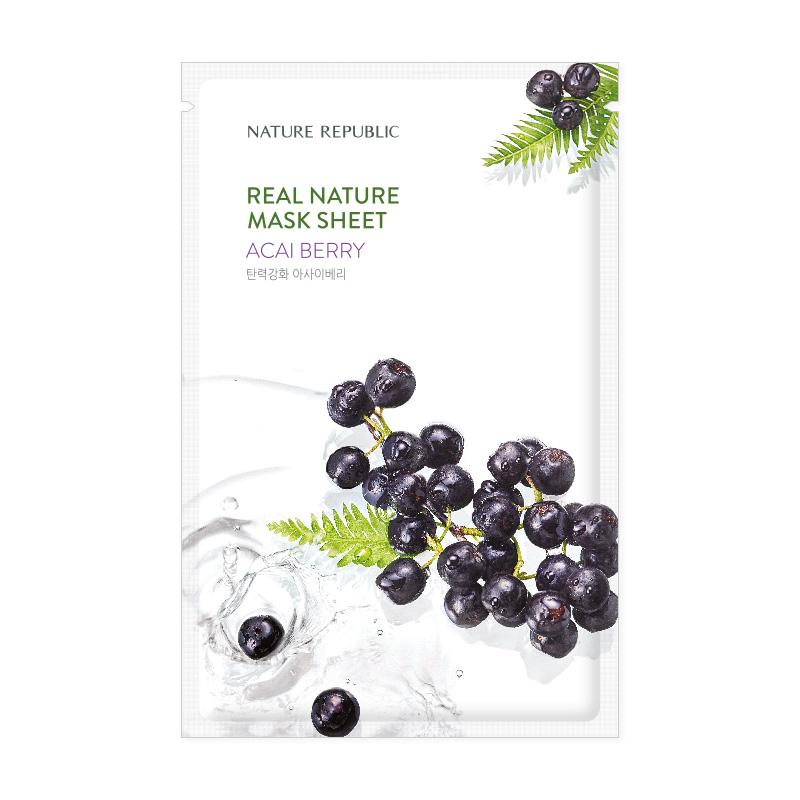 NATURE REPUBLIC
REAL NATURE
MASK SHEET
ACAI BERRY
탄력강화 아사이베리